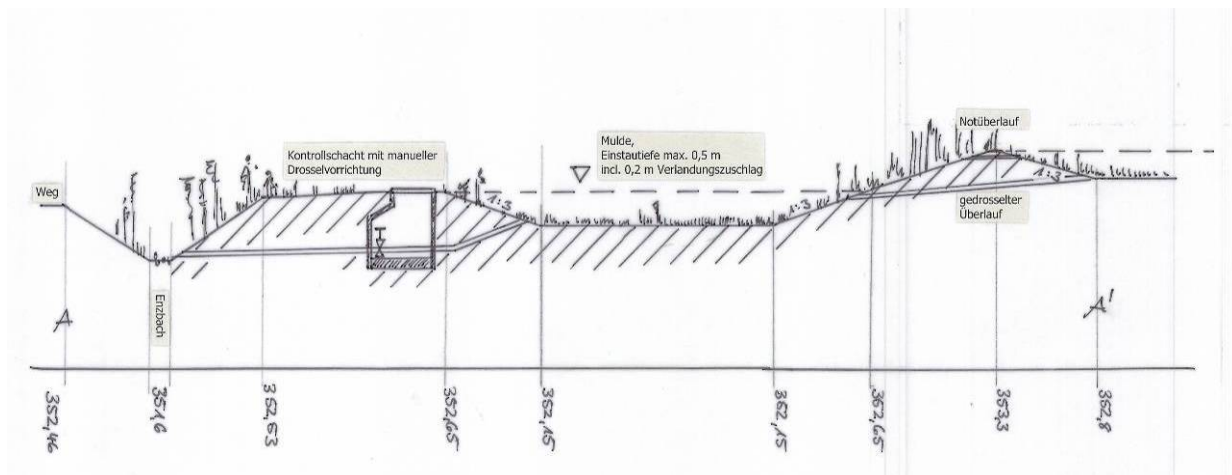 Notüberlauf
Mulde,
Einstautiefe max. 0,5 m
incl. 0,2 m Verlandungszuschlag
Kontrollschacht mit manueller
Drosselvorrichtung
Weg
1:3
1:3
1:3
gedrosselter
Überlauf
Enzbach
A
A'
352,46
351,6
352,63
352,65
352,15
352,15
352,65
353,3
352,8